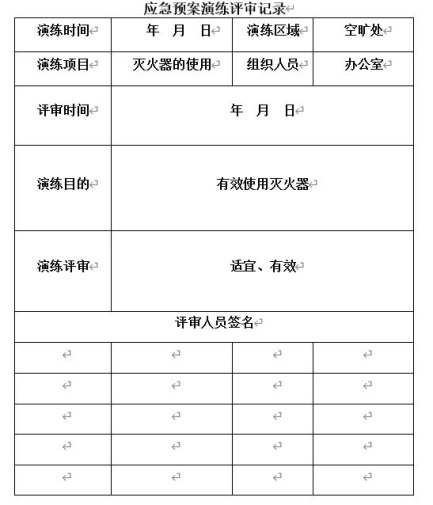 应急预案演练评审记录
演练时间 年 月 日 演练区域 空旷处
演练项目 灭火器的使用 组织人员 办公室
评审时间 年 月 日
演练目的 有效使用灭火器
演练评审 适宜、有效
评审人员签名